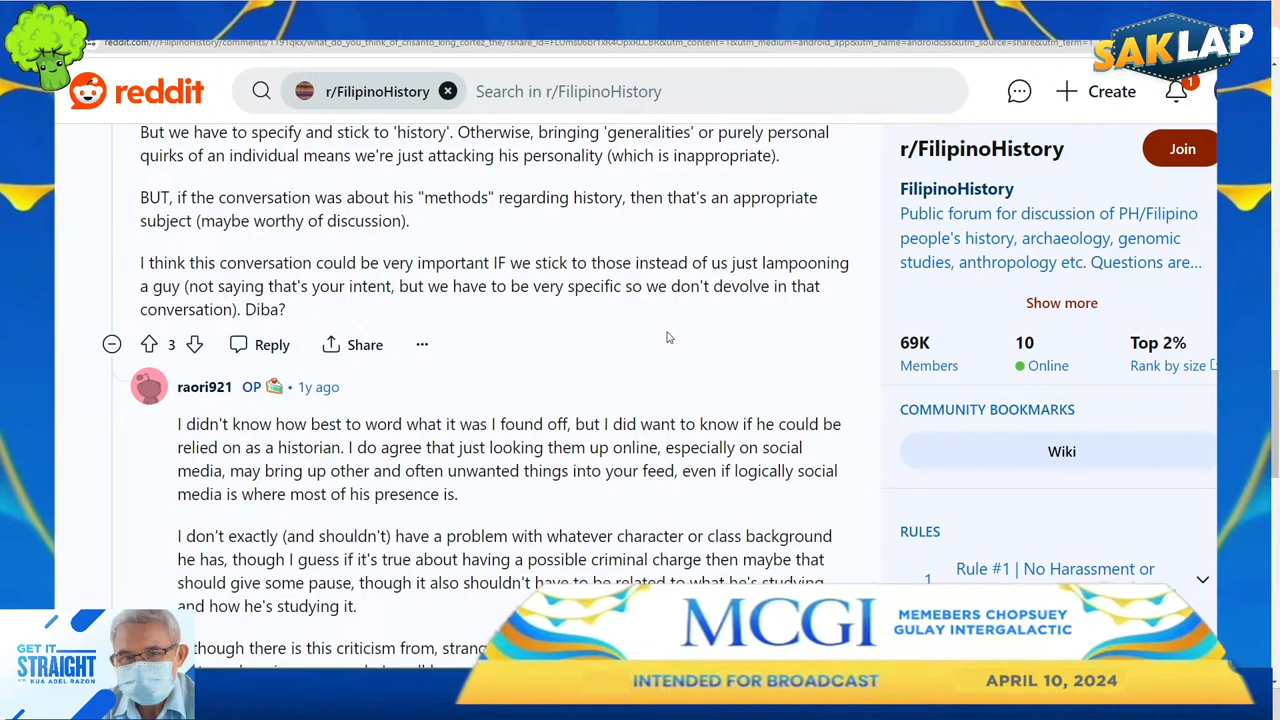 SAKLAP
reddit
r/FilipinoHistory
Search in r/FilipinoHistory
Create
1
But we have to specify and stick to 'history'. Otherwise, bringing 'generalities' or purely personal
quirks of an individual means we're just attacking his personality (which is inappropriate).
BUT, if the conversation was about his "methods" regarding history, then that's an appropriate
subject (maybe worthy of discussion).
I think this conversation could be very important IF we stick to those instead of us just lampooning
a guy (not saying that's your intent, but we have to be very specific so we don't devolve in that
conversation). Diba?
3
Reply
Share
raori921 OP • 1y ago
I didn't know how best to word what it was I found off, but I did want to know if he could be
relied on as a historian. I do agree that just looking them up online, especially on social
media, may bring up other and often unwanted things into your feed, even if logically social
media is where most of his presence is.
I don't exactly (and shouldn't) have a problem with whatever character or class background
he has, though I guess if it's true about having a possible criminal charge then maybe that
should give some pause, though it also shouldn't have to be related to what he's studying
and how he's studying it.
though there is this criticism from,
r/FilipinoHistory
Join
FilipinoHistory
Public forum for discussion of PH/Filipino
people's history, archaeology, genomic
studies, anthropology etc. Questions are...
Show more
69K
10
Top 2%
Members
Online
Rank by size
COMMUNITY BOOKMARKS
Wiki
RULES
1
Rule #1 | No Harassment or
GET IT
STRAIGHT
KUA ADEL RAZON
MCGI
MEMEBERS CHOPSUEY
GULAY INTERGALACTIC
INTENDED FOR BROADCAST
APRIL 10, 2024